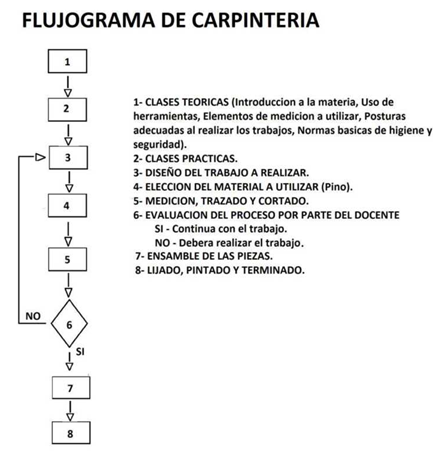 FLUJOGRAMA DE CARPINTERIA
1
2
3
4
5
6
NO
SI
7
8
1- CLASES TEORICAS (Introduccion a la materia, Uso de
herramientas, Elementos de medicion a utilizar, Posturas
adecuadas al realizar los trabajos, Normas basicas de higiene y
seguridad).
2- CLASES PRACTICAS.
3- DISEÑO DEL TRABAJO A REALIZAR.
4- ELECCION DEL MATERIAL A UTILIZAR (Pino).
5- MEDICION, TRAZADO Y CORTADO.
6- EVALUACION DEL PROCESO POR PARTE DEL DOCENTE
SI - Continua con el trabajo.
NO - Debera realizar el trabajo.
7- ENSAMBLE DE LAS PIEZAS.
8- LIJADO, PINTADO Y TERMINADO.